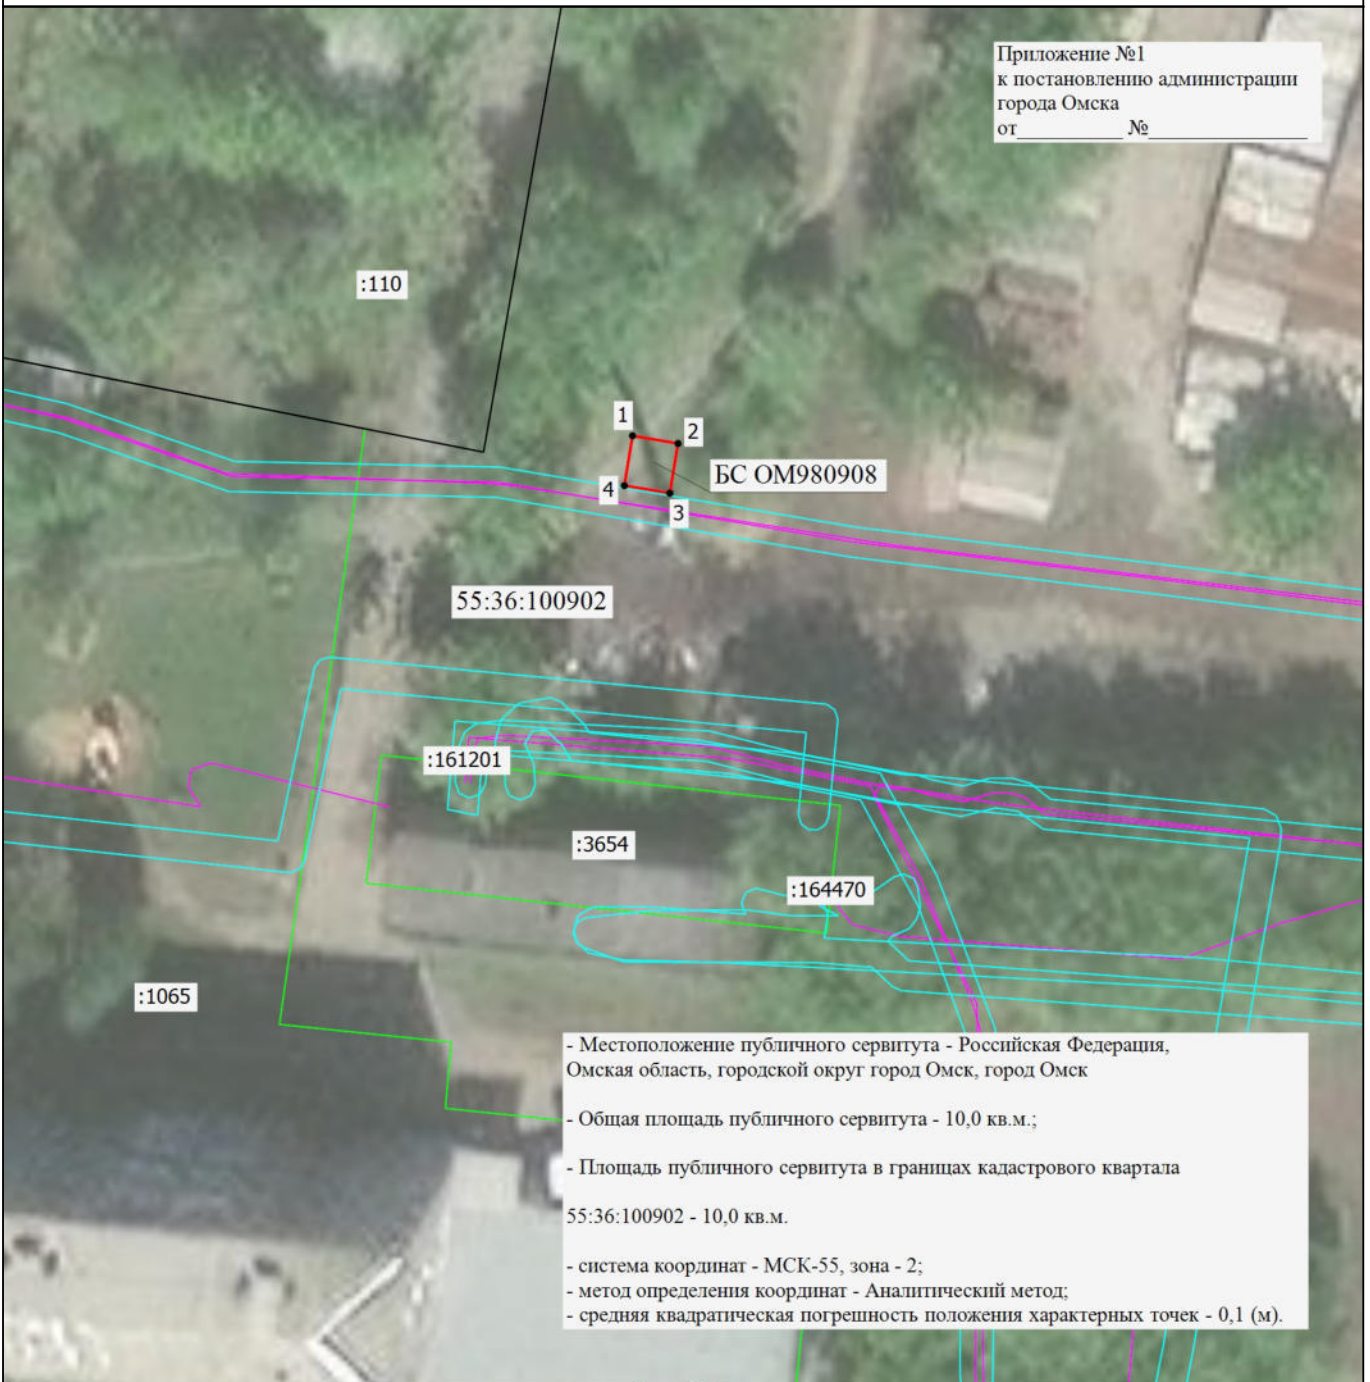 Приложение №1
к постановлению администрации
города Омска
от___________ №________________
:110
1
2
БС ОМ980908
4
3
55:36:100902
:161201
:3654
:164470
:1065
- Местоположение публичного сервитута - Российская Федерация,
Омская область, городской округ город Омск, город Омск
- Общая площадь публичного сервитута - 10,0 кв.м.;
- Площадь публичного сервитута в границах кадастрового квартала
55:36:100902 - 10,0 кв.м.
- система координат - МСК-55, зона - 2;
- метод определения координат - Аналитический метод;
- средняя квадратическая погрешность положения характерных точек - 0,1 (м).